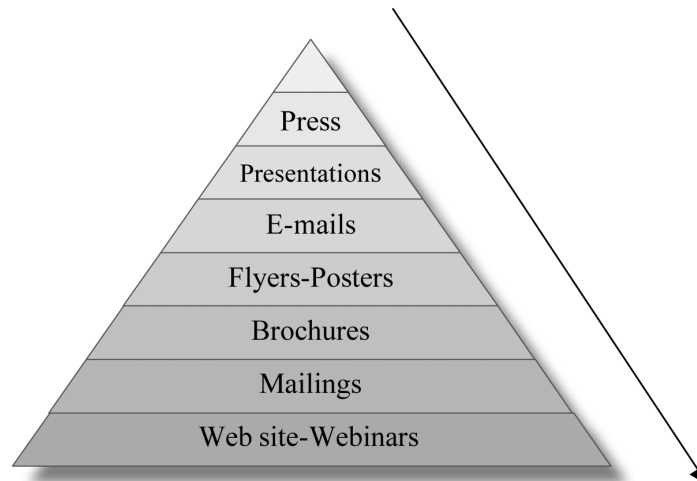 Press
Presentations
E-mails
Flyers-Posters
Brochures
Mailings
Web site-Webinars